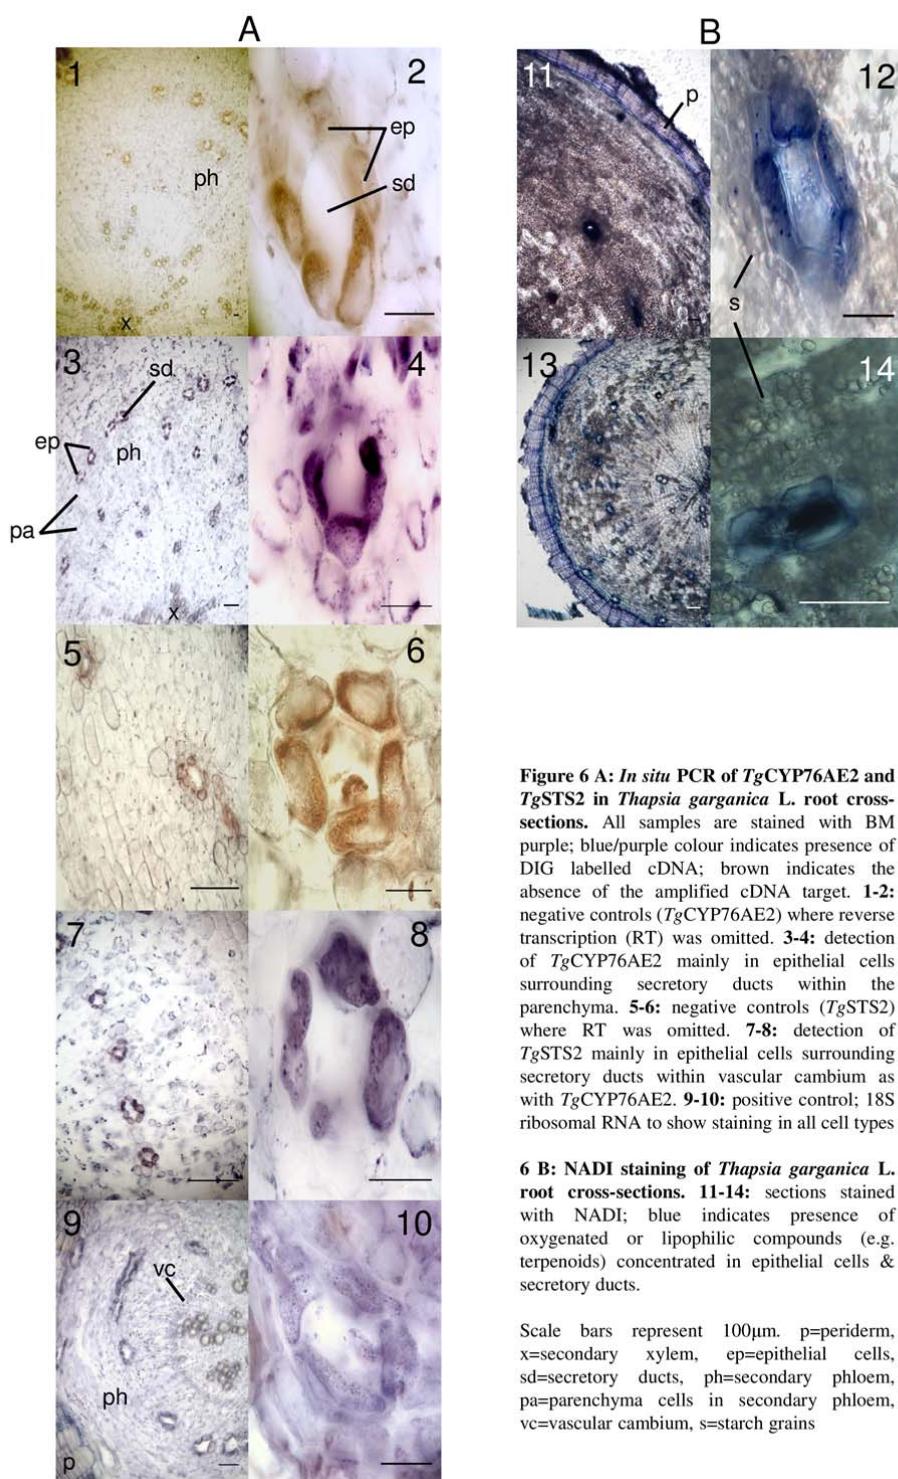 A
B
1
2
ep
sd
ph
x
11
12
p
s
3
4
sd
ep
ph
pa
x
13
14
5
6
7
8
9
10
vc
ph
p
Figure 6 A: In situ PCR of TgCYP76AE2 and
TgSTS2 in Thapsia garganica L. root cross-
sections. All samples are stained with BM
purple; blue/purple colour indicates presence of
DIG labelled cDNA; brown indicates the
absence of the amplified cDNA target. 1-2:
negative controls (TgCYP76AE2) where reverse
transcription (RT) was omitted. 3-4: detection
of TgCYP76AE2 mainly in epithelial cells
surrounding secretory ducts within the
parenchyma. 5-6: negative controls (TgSTS2)
where RT was omitted. 7-8: detection of
TgSTS2 mainly in epithelial cells surrounding
secretory ducts within vascular cambium as
with TgCYP76AE2. 9-10: positive control; 18S
ribosomal RNA to show staining in all cell types
6 B: NADI staining of Thapsia garganica L.
root cross-sections. 11-14: sections stained
with NADI; blue indicates presence of
oxygenated or lipophilic compounds (e.g.
terpenoids) concentrated in epithelial cells &
secretory ducts.
Scale bars represent 100µm. p=periderm,
x=secondary xylem, ep=epithelial cells,
sd=secretory ducts, ph=secondary phloem,
pa=parenchyma cells in secondary phloem,
vc=vascular cambium, s=starch grains